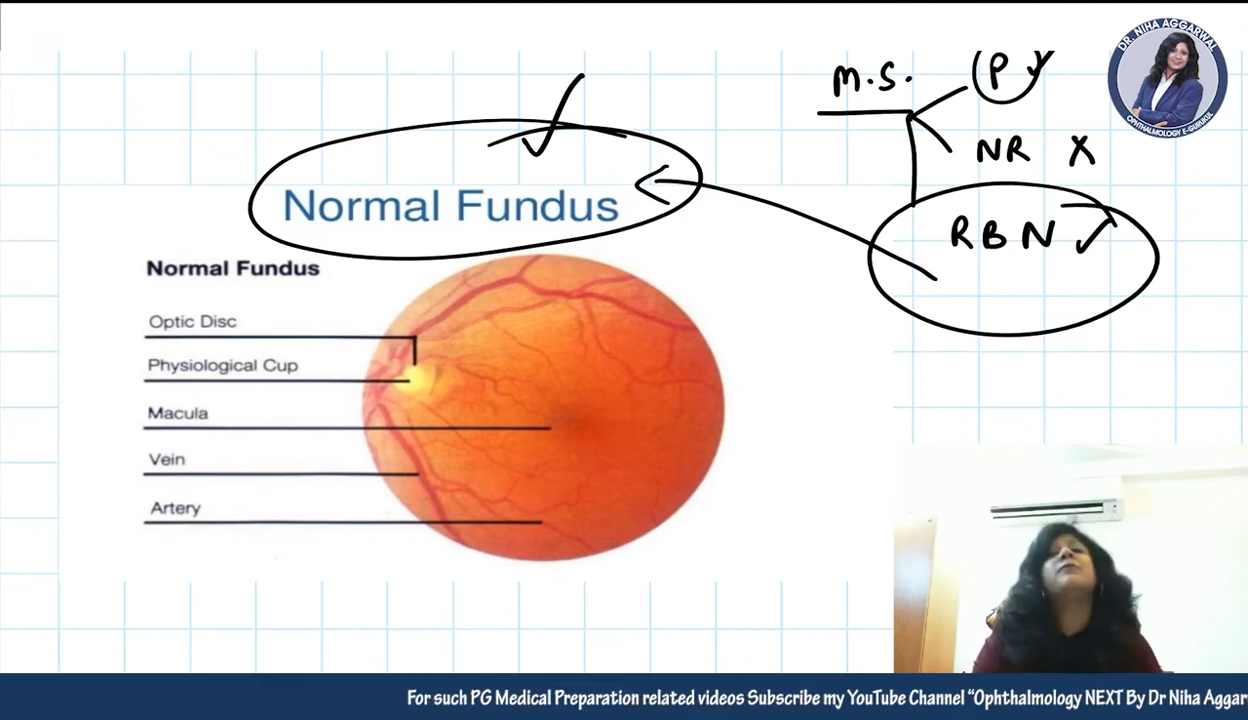 DR. NIHA AGGARWAL
OPHTHALMOLOGY E-GURUKUL
M.S.
P
NR X
RBN
Normal Fundus
Normal Fundus
Optic Disc
Physiological Cup
Macula
Vein
Artery
For such PG Medical Preparation related videos Subscribe my YouTube Channel “Ophthalmology NEXT By Dr Niha Aggar